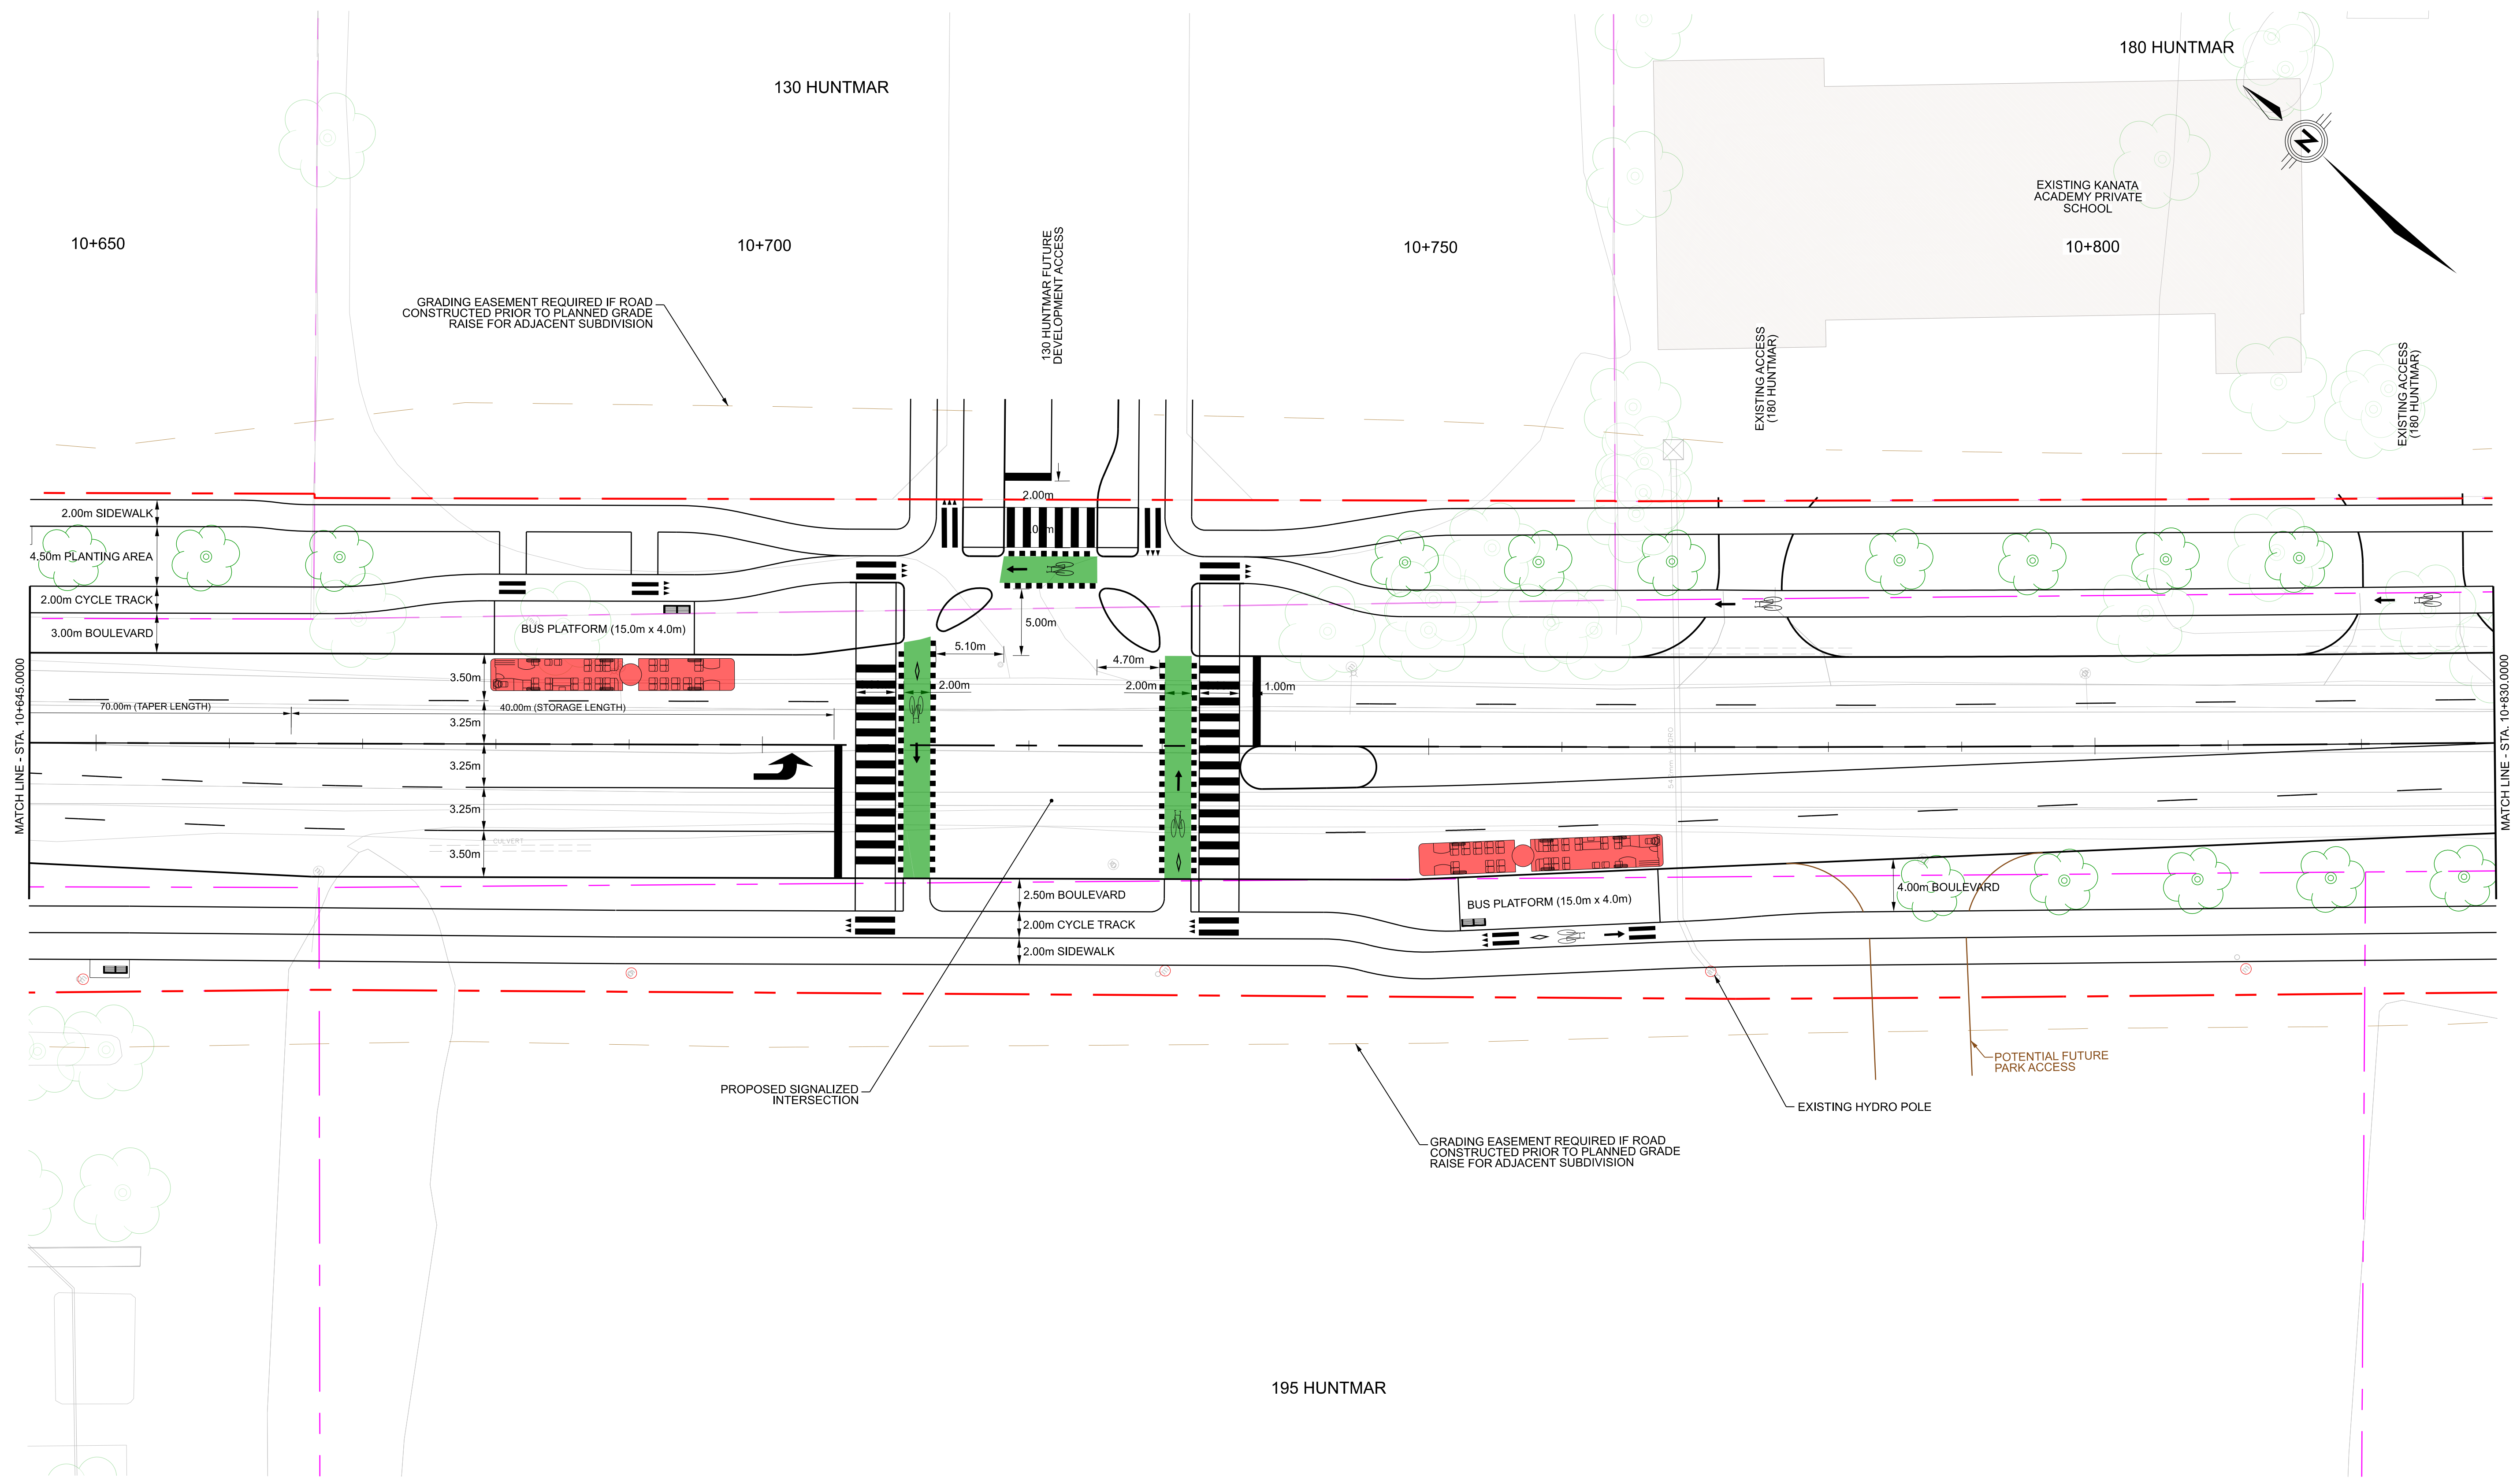 180 HUNTMAR
130 HUNTMAR
N
EXISTING KANATA
ACADEMY PRIVATE
SCHOOL
10+650
10+700
10+750
10+800
130 HUNTMAR FUTURE
DEVELOPMENT ACCESS
GRADING EASEMENT REQUIRED IF ROAD
CONSTRUCTED PRIOR TO PLANNED GRADE
RAISE FOR ADJACENT SUBDIVISION
EXISTING ACCESS
(180 HUNTMAR)
EXISTING ACCESS
(180 HUNTMAR)
2.00m
2.00m SIDEWALK
4.50m PLANTING AREA
2.00m CYCLE TRACK
3.00m BOULEVARD
BUS PLATFORM (15.0m x 4.0m)
5.00m
5.10m
4.70m
3.50m
2.00m
2.00m
1.00m
70.00m (TAPER LENGTH)
40.00m (STORAGE LENGTH)
3.25m
3.25m
3.25m
3.50m
CULVERT
HYDRO
MATCH LINE - STA. 10+645.0000
MATCH LINE - STA. 10+830.0000
2.50m BOULEVARD
2.00m CYCLE TRACK
2.00m SIDEWALK
BUS PLATFORM (15.0m x 4.0m)
4.00m BOULEVARD
PROPOSED SIGNALIZED
INTERSECTION
POTENTIAL FUTURE
PARK ACCESS
EXISTING HYDRO POLE
GRADING EASEMENT REQUIRED IF ROAD
CONSTRUCTED PRIOR TO PLANNED GRADE
RAISE FOR ADJACENT SUBDIVISION
195 HUNTMAR